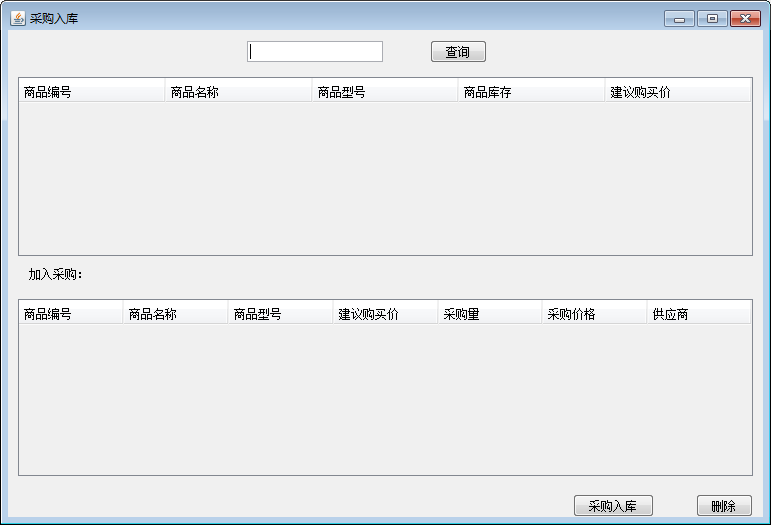 采购入库
查询
商品编号 商品名称 商品型号 商品库存 建议购买价
加入采购：
商品编号 商品名称 商品型号 建议购买价 采购量 采购价格 供应商
采购入库 删除